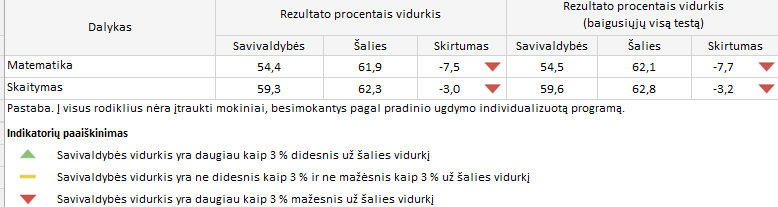 Dalykas Rezultato procentais vidurkis Rezultato procentais vidurkis
(baigusiųjų visą testą)
Savivaldybės Šalies Skirtumas Savivaldybės Šalies Skirtumas
Matematika 54,4 61,9 -7,5 54,5 62,1 -7,7
Skaitymas 59,3 62,3 -3,0 59,6 62,8 -3,2
Pastaba. Į visus rodiklius nėra įtraukti mokiniai, besimokantys pagal pradinio ugdymo individualizuotą programą.
Indikatorių paaiškinimas
Savivaldybės vidurkis yra daugiau kaip 3 % didesnis už šalies vidurkį
Savivaldybės vidurkis yra ne didesnis kaip 3 % ir ne mažėsnis kaip 3 % už šalies vidurkį
Savivaldybės vidurkis yra daugiau kaip 3 % mažesnis už šalies vidurkį